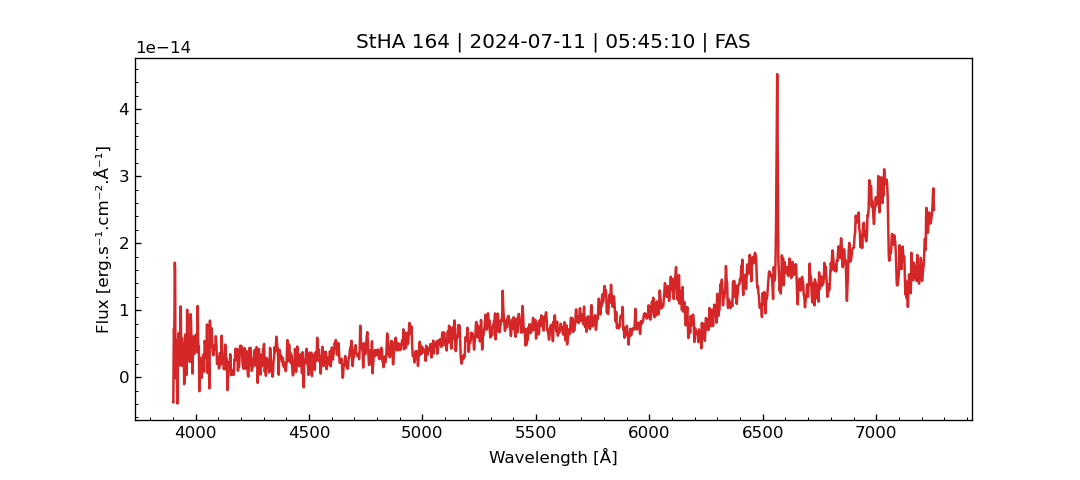 StHA 164 | 2024-07-11 | 05:45:10 | FAS
1e−14
4
3
2
1
0
Flux [erg.s⁻¹.cm⁻².Å⁻¹]
4000 4500 5000 5500 6000 6500 7000
Wavelength [Å]